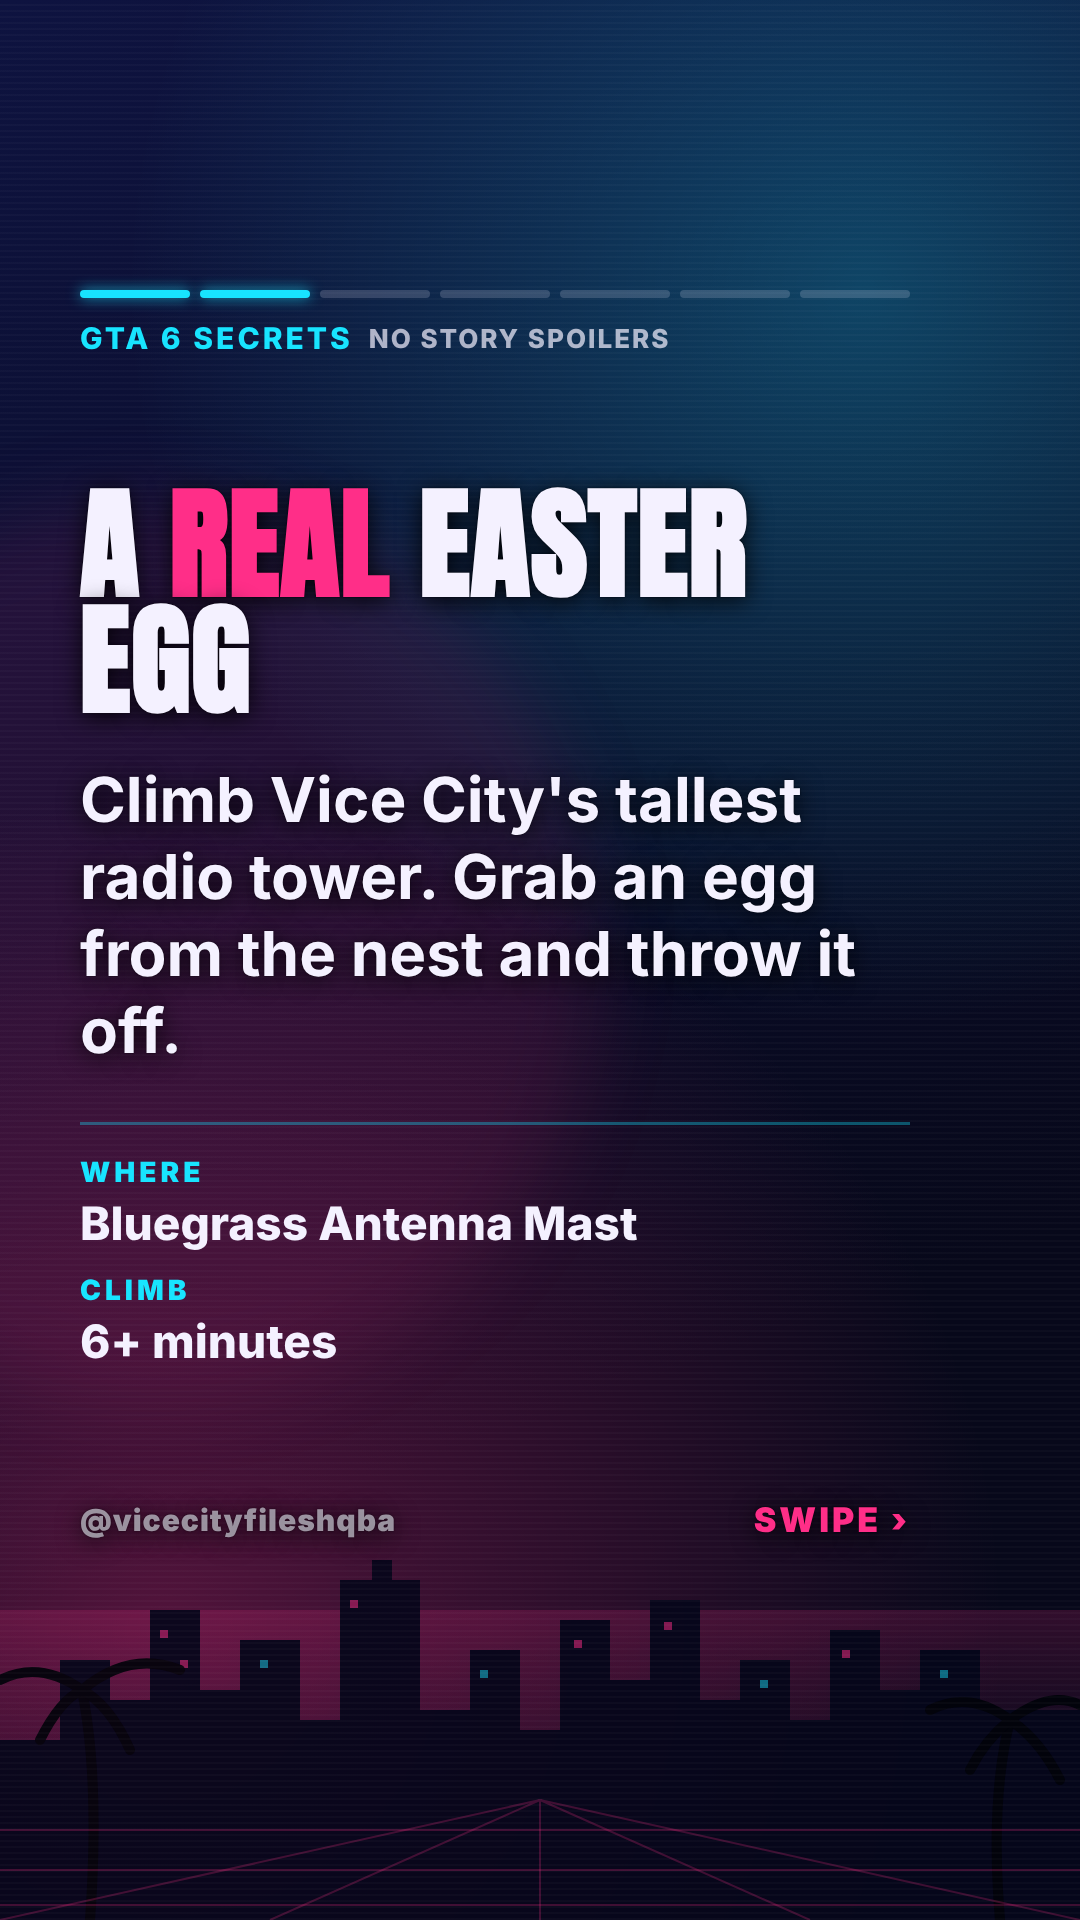 GTA 6 SECRETS NO STORY SPOILERS
A REAL EASTER
EGG
Climb Vice City's tallest
radio tower. Grab an egg
from the nest and throw it
off.
WHERE
Bluegrass Antenna Mast
CLIMB
6+ minutes
@vicecityfileshqba SWIPE ›